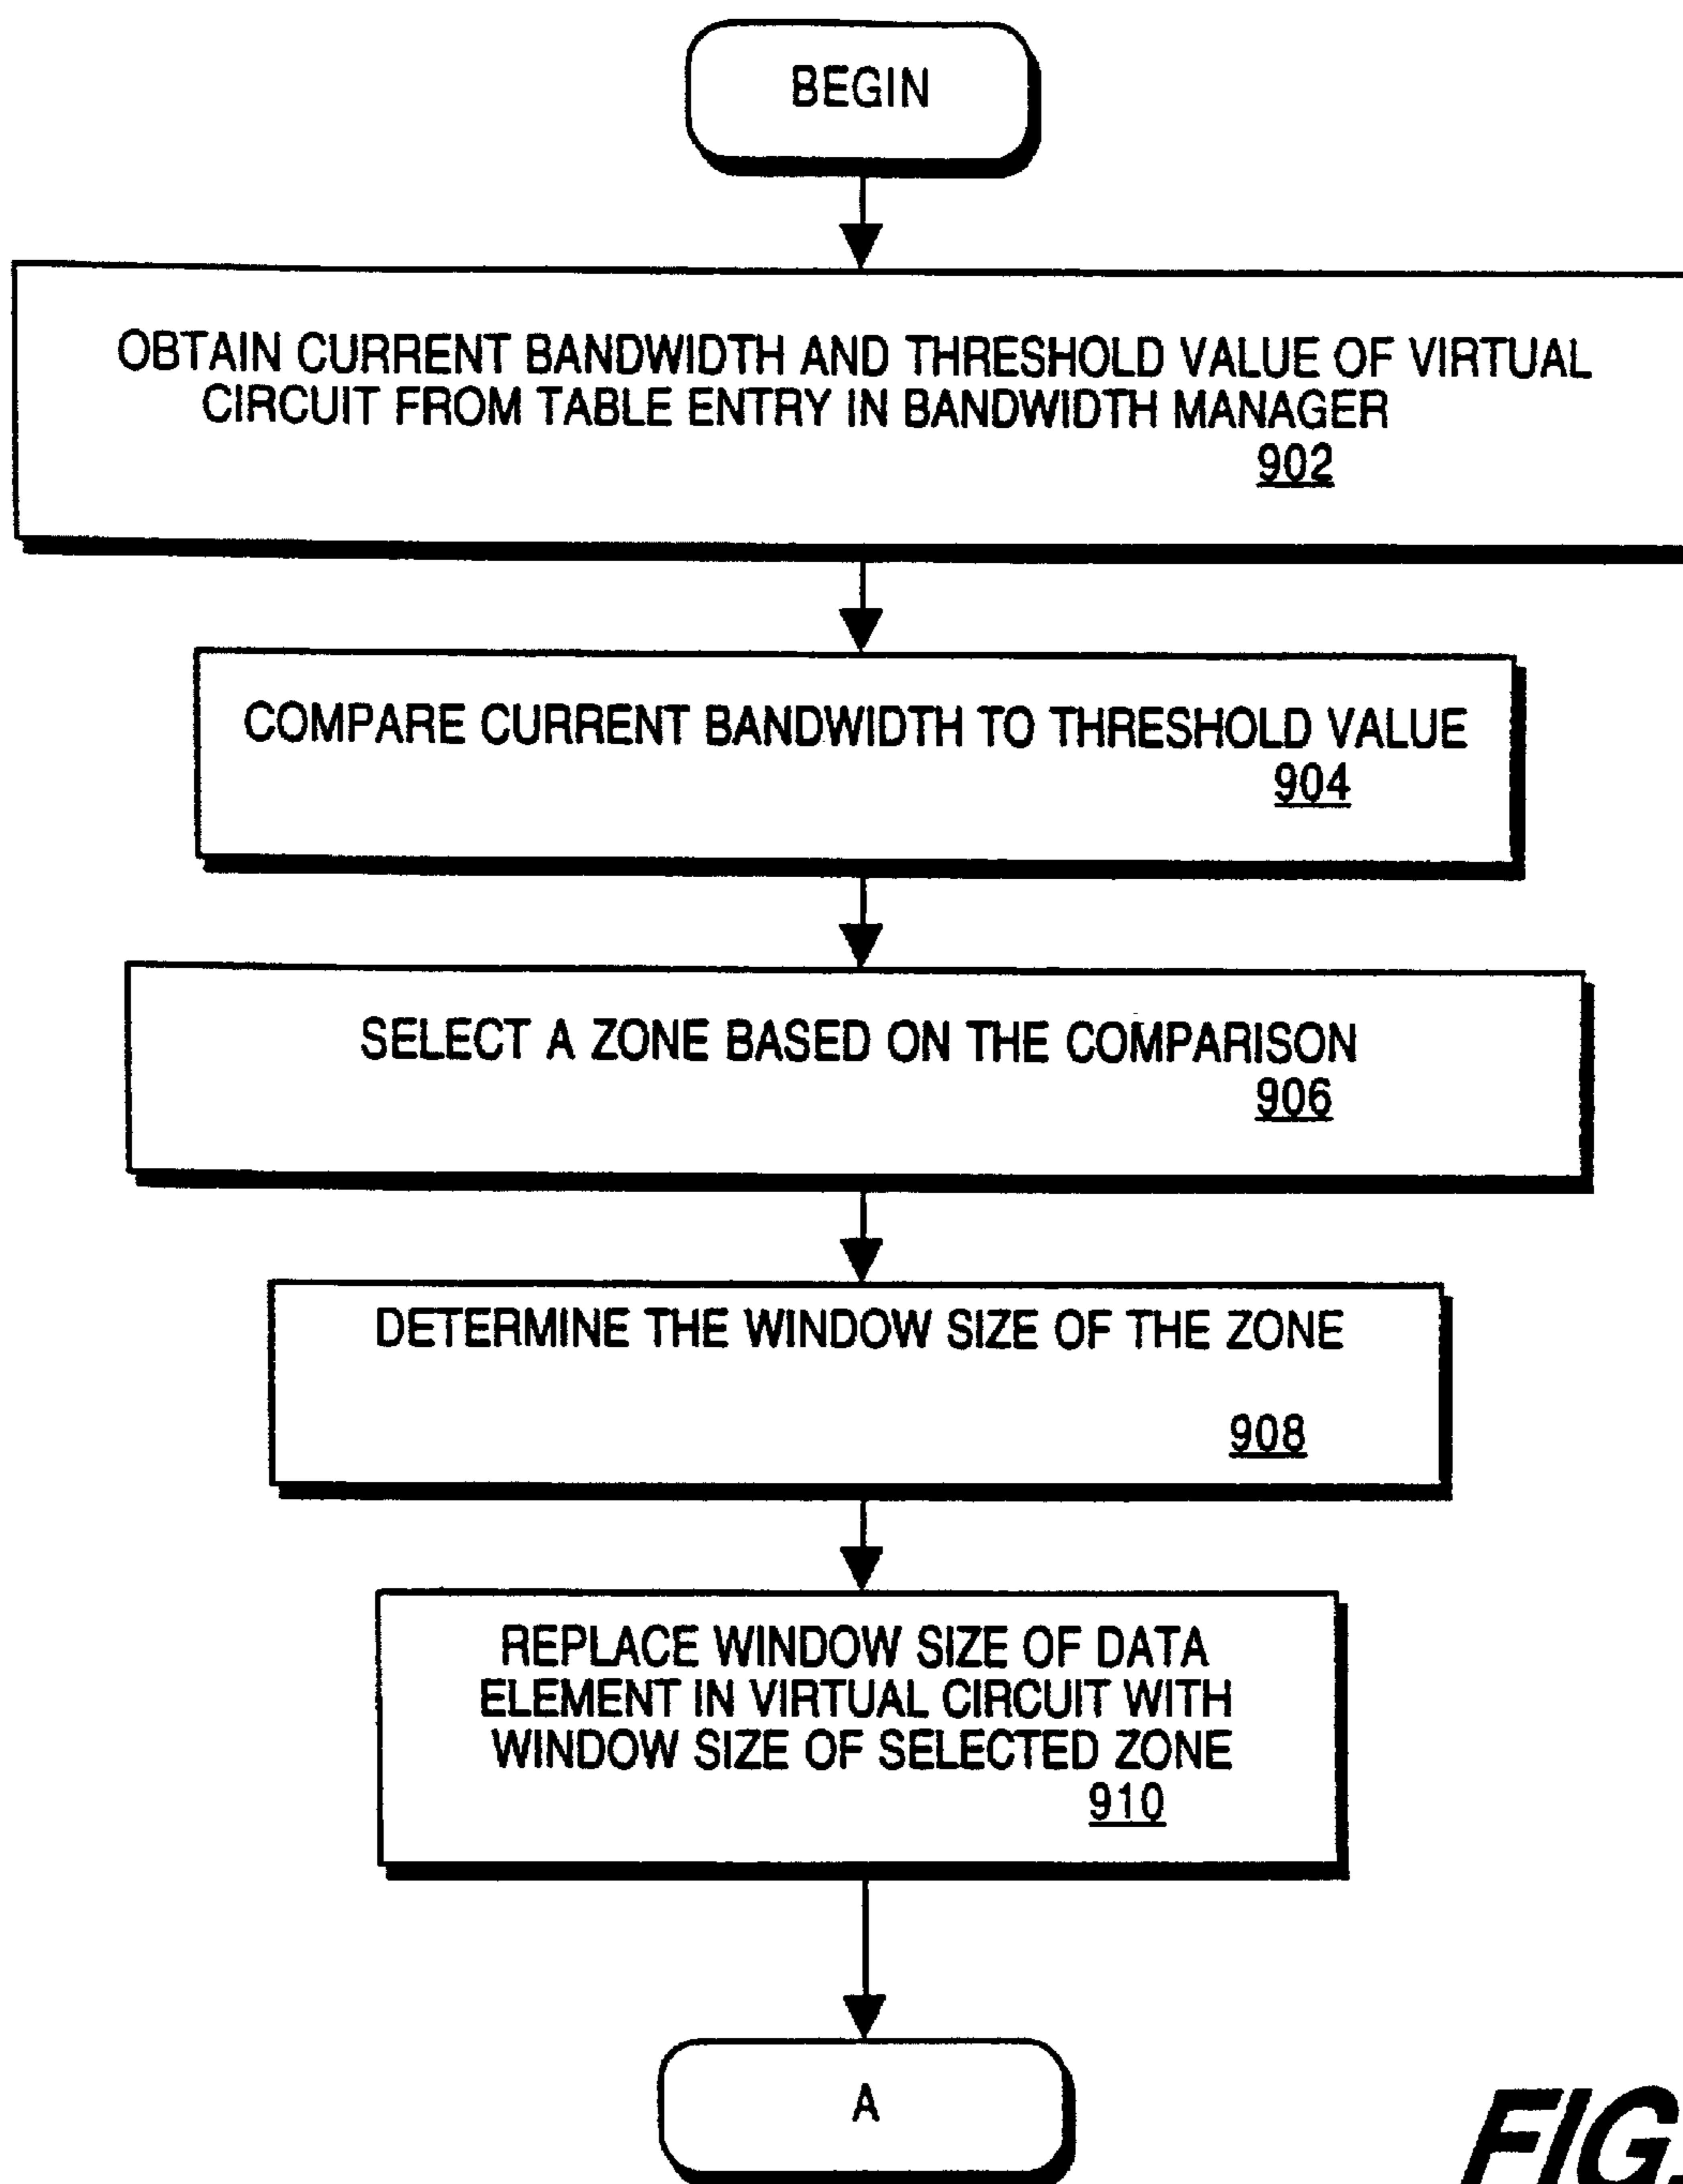 BEGIN
OBTAIN CURRENT BANDWIDTH AND THRESHOLD VALUE OF VIRTUAL
CIRCUIT FROM TABLE ENTRY IN BANDWIDTH MANAGER
902
COMPARE CURRENT BANDWIDTH TO THRESHOLD VALUE
904
SELECT A ZONE BASED ON THE COMPARISON
906
DETERMINE THE WINDOW SIZE OF THE ZONE
908
REPLACE WINDOW SIZE OF DATA
ELEMENT IN VIRTUAL CIRCUIT WITH
WINDOW SIZE OF SELECTED ZONE
910
A
FIG.